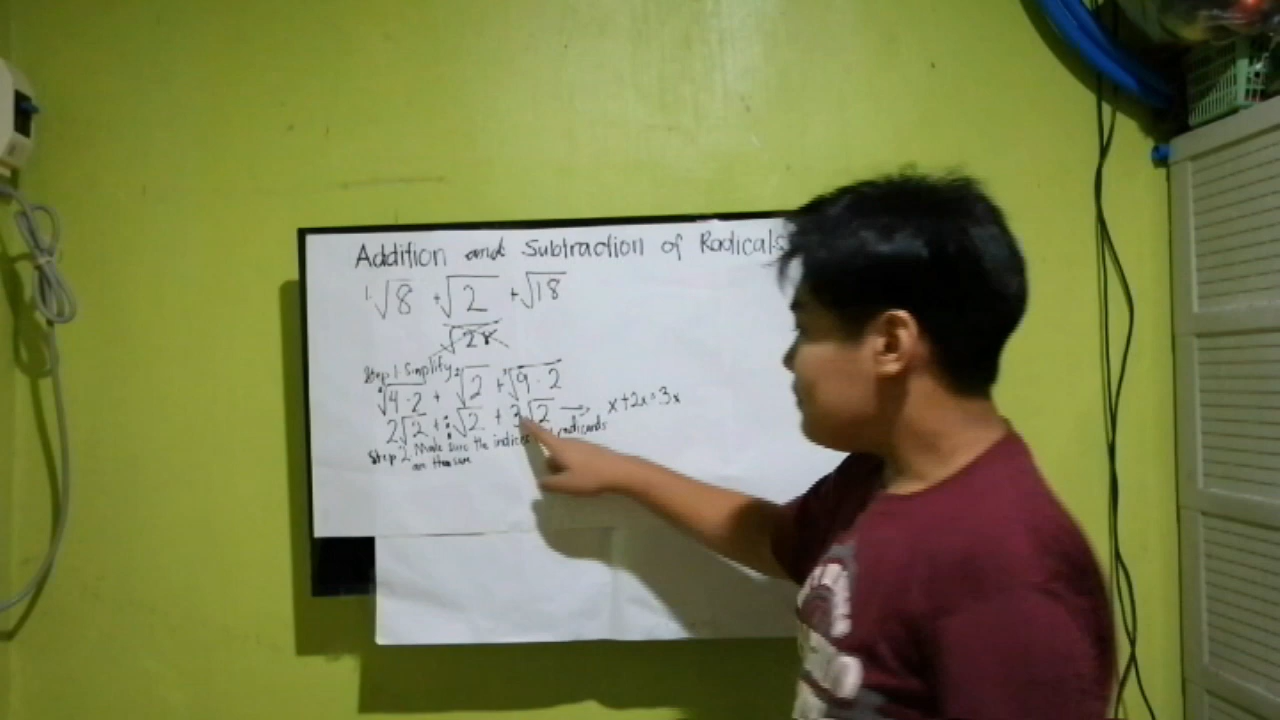 Addition and Subtraction of Radicals
1. √8 + √2 + √18
√28
Step 1: Simplify
√4·2 + √2 + √9·2
2√2 + √2 + 3√2 → x+2x=3x
Step 2 Make sure the indices radicands
are the same